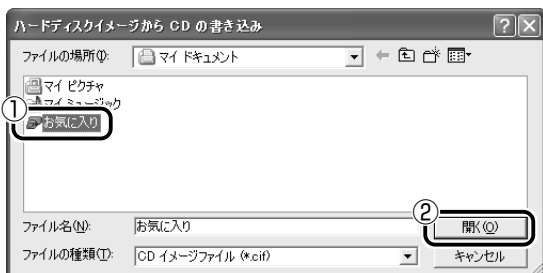 ハードディスクイメージから CD の書き込み
ファイルの場所(I): マイ ドキュメント
マイ ピクチャ
マイ ミュージック
① お気に入り
②
ファイル名(N): お気に入り 開く(O)
ファイルの種類(T): CD イメージファイル (*.cif) キャンセル